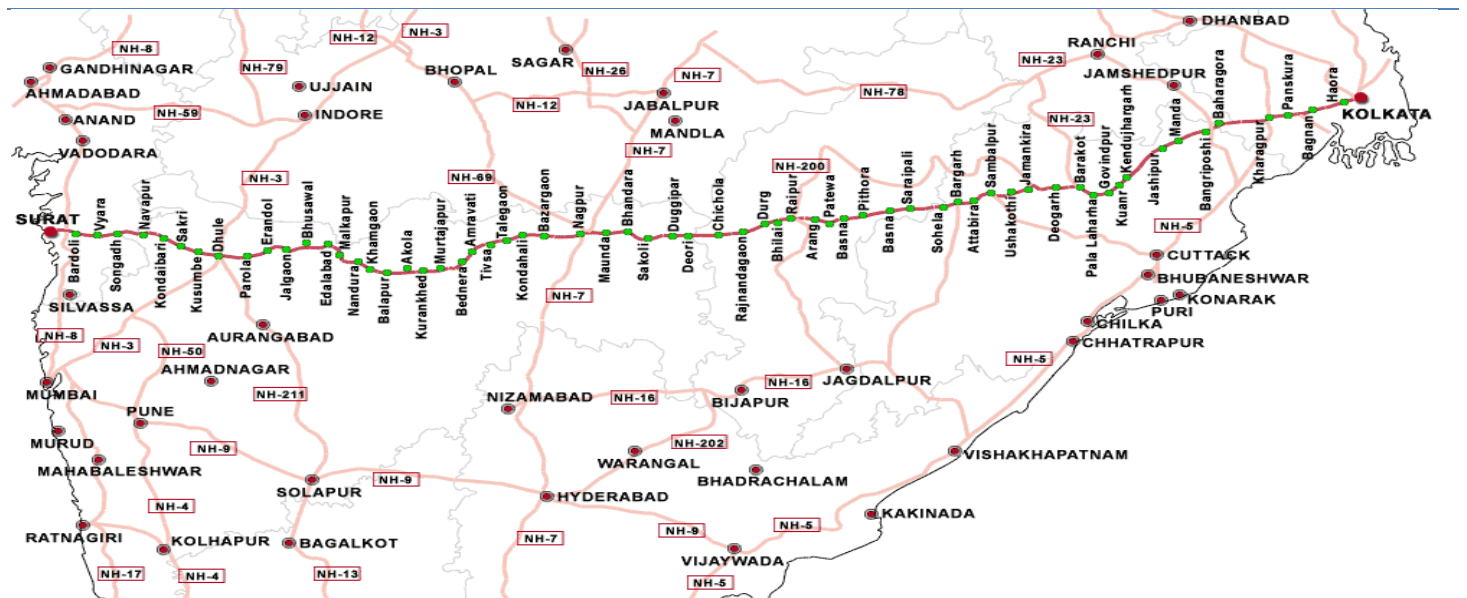 DHANBAD
NH-8
NH-12
NH-3
RANCHI
SAGAR
NH-23
GANDHINAGAR
NH-79
BHOPAL
NH-26
NH-7
JAMSHEDPUR
UJJAIN
AHMADABAD
NH-12
JABALPUR
NH-78
KOLKATA
ANAND
NH-59
INDORE
MANDLA
NH-23
VADODARA
NH-7
NH-3
NH-69
NH-200
SURAT
Bardoli
Vyara
Songadh
Navapur
Kondaibari
Sakri
Kusumba
Dhule
Parola
Erandol
Jalgaon
Bhusawal
Edalabad
Malkapur
Nandura
Khamgaon
Balapur
Akola
Kurankhed
Murtajapur
Bednera
Amravati
Tivsa
Talegaon
Kondahali
Bazargaon
Nagpur
Maunda
Bhandara
Sakoli
Duggipar
Deori
Chichola
Rajnandagaon
Durg
Bhilai
Raipur
Arang
Patewa
Basna
Pithora
Basna
Saraipali
Sohela
Bargarh
Attabira
Sambalpur
Ushakothi
Jamankira
Deogarh
Barakot
Pala Laharha
Govindpur
Kuanr
Kendujhargarh
Jashipur
Manda
Bangriposhi
Baharagora
Kharagpur
Panskura
Bagnan
Haora
NH-5
CUTTACK
BHUBANESHWAR
SILVASSA
NH-7
KONARAK
PURI
CHILKA
NH-8
AURANGABAD
NH-3
NH-50
CHHATRAPUR
NH-5
AHMADNAGAR
JAGDALPUR
MUMBAI
NH-211
NH-16
NIZAMABAD
NH-16
BIJAPUR
PUNE
MURUD
NH-9
NH-202
WARANGAL
VISHAKHAPATNAM
MAHABALESHWAR
NH-9
BHADRACHALAM
SOLAPUR
HYDERABAD
NH-4
KAKINADA
NH-5
RATNAGIRI
NH-9
KOLHAPUR
BAGALKOT
NH-7
VIJAYWADA
NH-17
NH-4
NH-13
NH-5